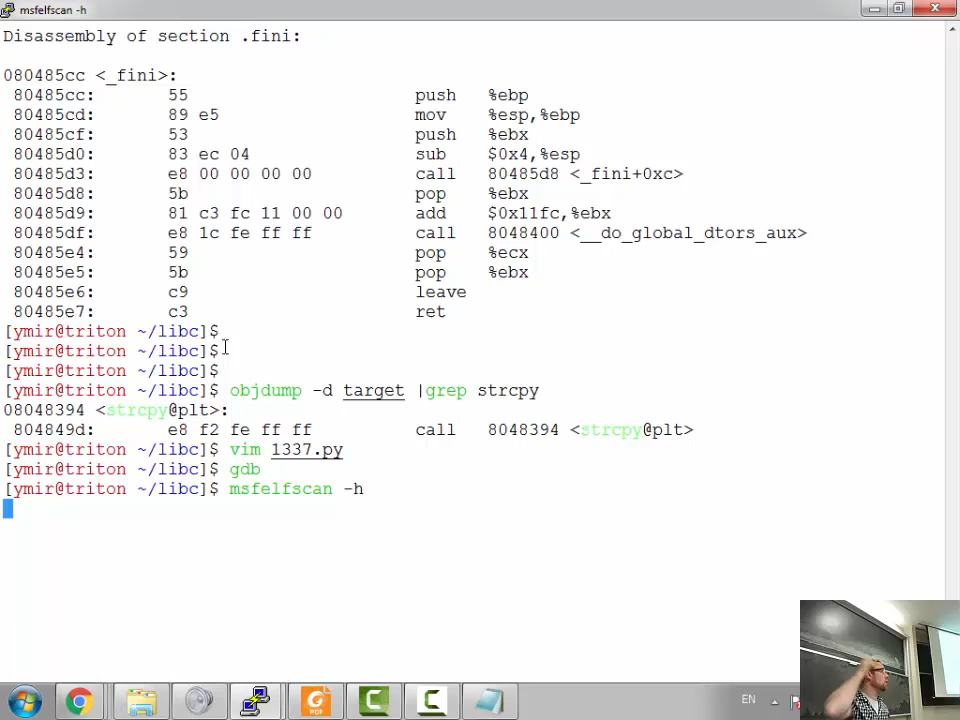 msfelfscan -h
Disassembly of section .fini:
080485cc <_fini>:
80485cc: 55 push %ebp
80485cd: 89 e5 mov %esp,%ebp
80485cf: 53 push %ebx
80485d0: 83 ec 04 sub $0x4,%esp
80485d3: e8 00 00 00 00 call 80485d8 <_fini+0xc>
80485d8: 5b pop %ebx
80485d9: 81 c3 fc 11 00 00 add $0x11fc,%ebx
80485df: e8 1c fe ff ff call 8048400 <__do_global_dtors_aux>
80485e4: 59 pop %ecx
80485e5: 5b pop %ebx
80485e6: c9 leave
80485e7: c3 ret
[ymir@triton ~/libc]$
[ymir@triton ~/libc]$
[ymir@triton ~/libc]$
[ymir@triton ~/libc]$ objdump -d target |grep strcpy
08048394 <strcpy@plt>:
804849d: e8 f2 fe ff ff call 8048394 <strcpy@plt>
[ymir@triton ~/libc]$ vim 1337.py
[ymir@triton ~/libc]$ gdb
[ymir@triton ~/libc]$ msfelfscan -h
PDF
EN